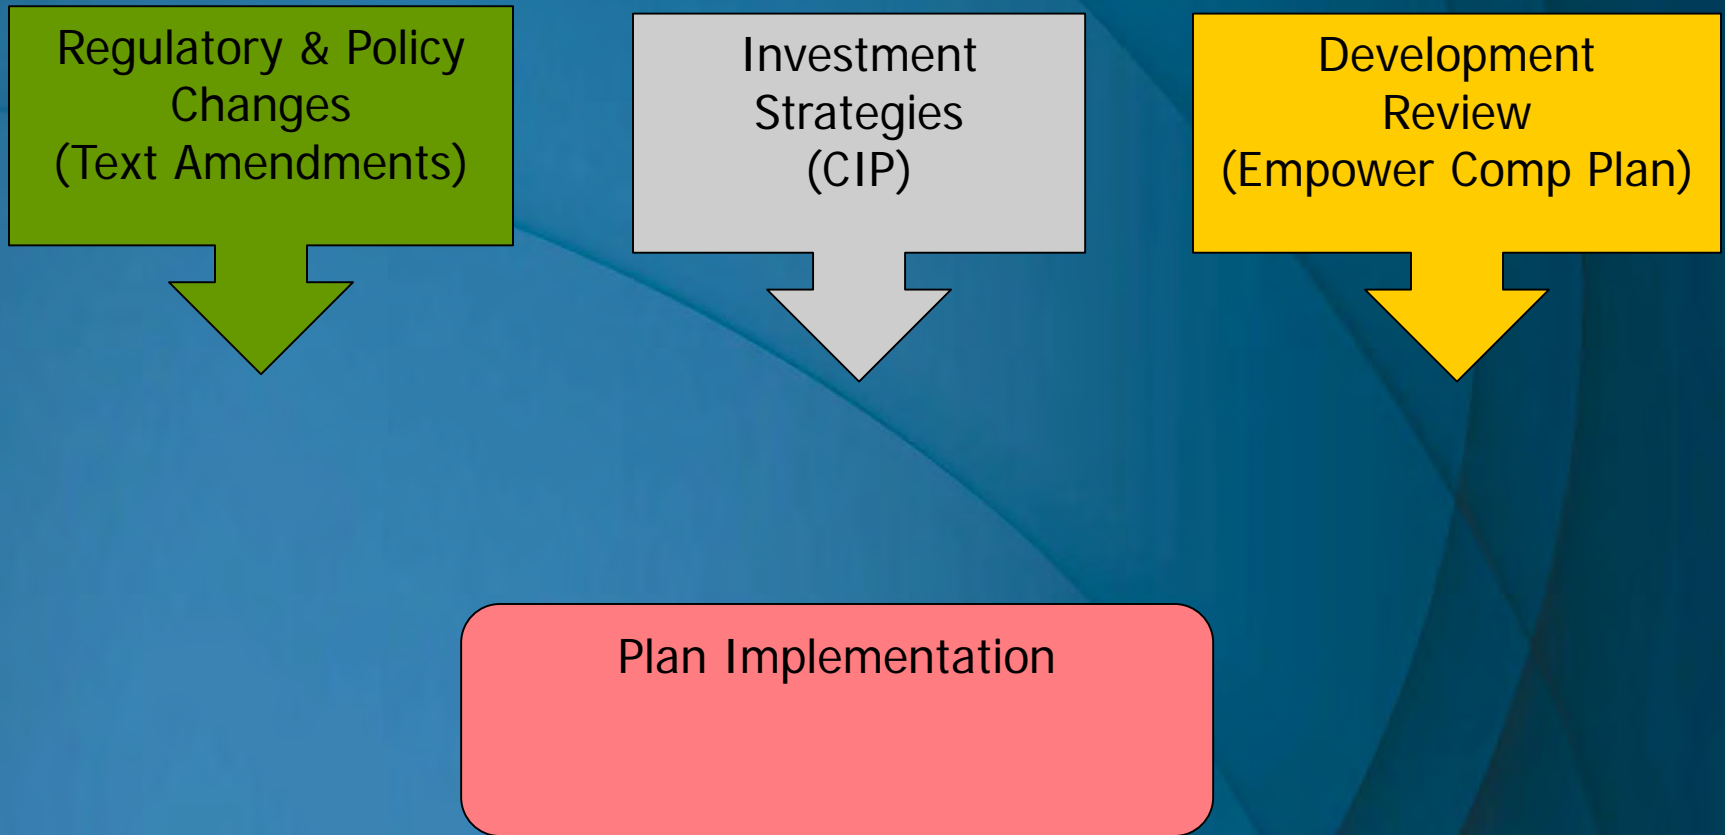 Regulatory & Policy
Changes
(Text Amendments)
Investment
Strategies
(CIP)
Development
Review
(Empower Comp Plan)
Plan Implementation